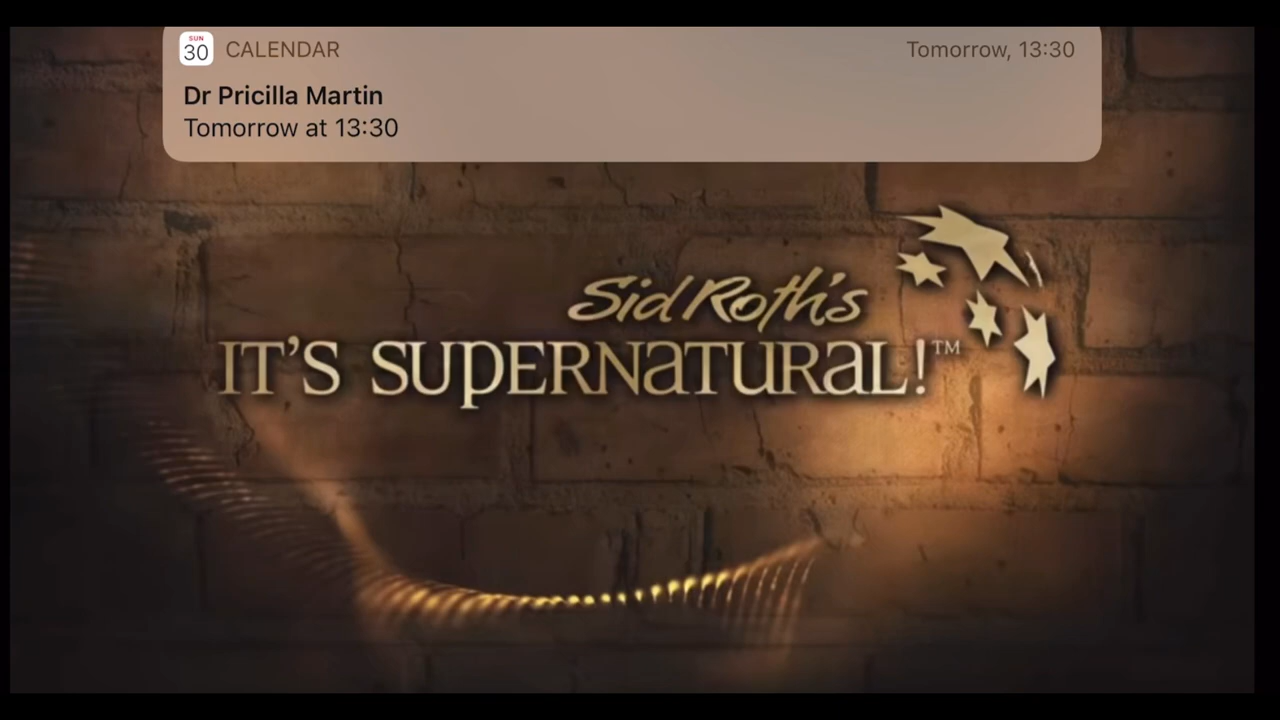 SUN
30
CALENDAR
Tomorrow, 13:30
Dr Pricilla Martin
Tomorrow at 13:30
Sid Roth's
IT'S SUPERNATURAL!™